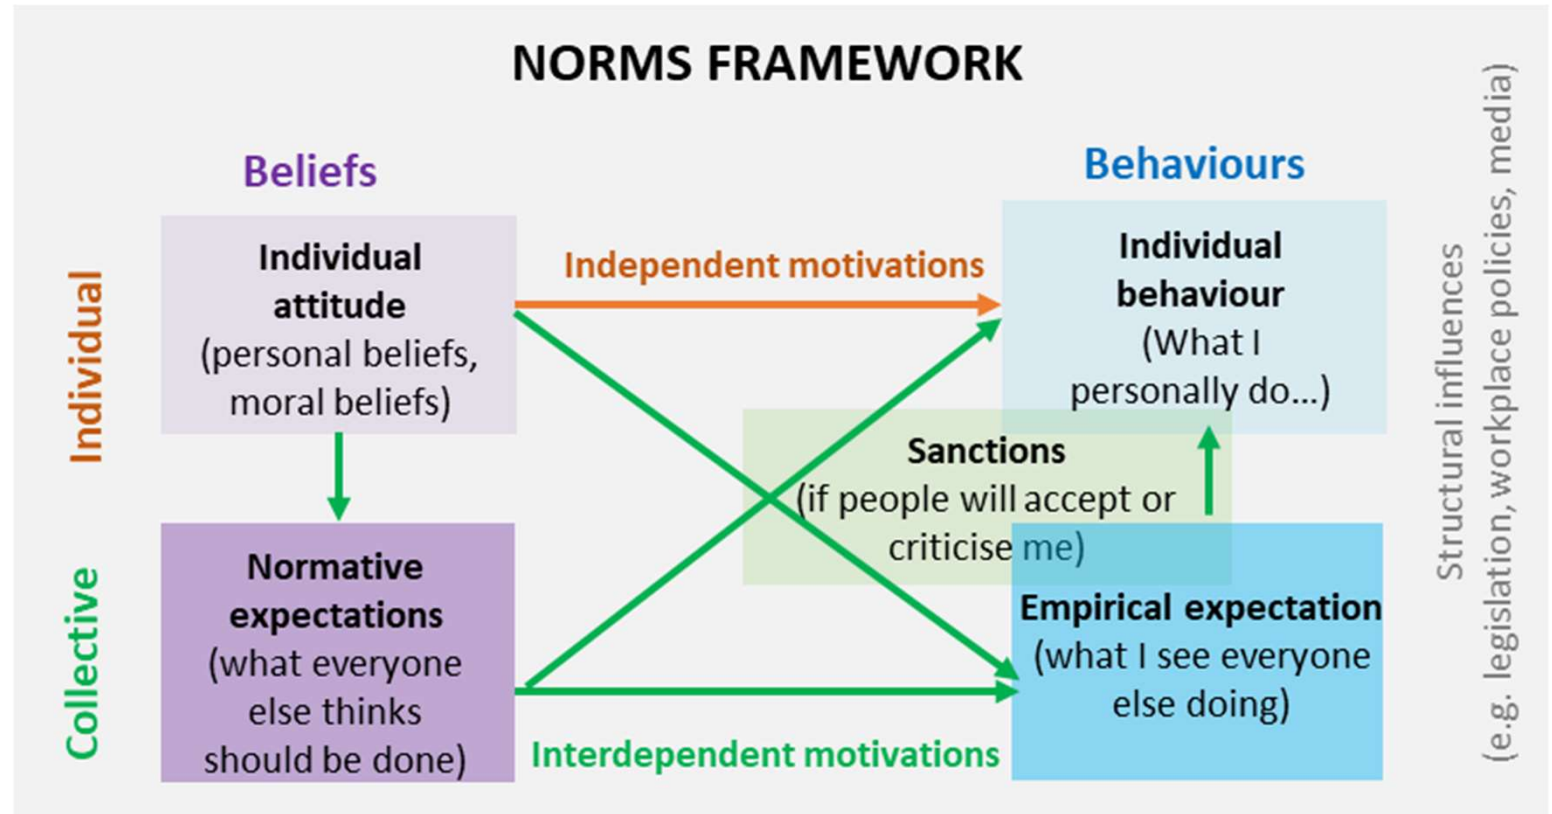 NORMS FRAMEWORK
Beliefs
Behaviours
Individual
Individual
attitude
(personal beliefs,
moral beliefs)
Independent motivations
Individual
behaviour
(What I
personally do...)
Sanctions
(if people will accept or
criticise me)
Collective
Normative
expectations
(what everyone
else thinks
should be done)
Interdependent motivations
Empirical expectation
(what I see everyone
else doing)
Structural influences
(e.g. legislation, workplace policies, media)